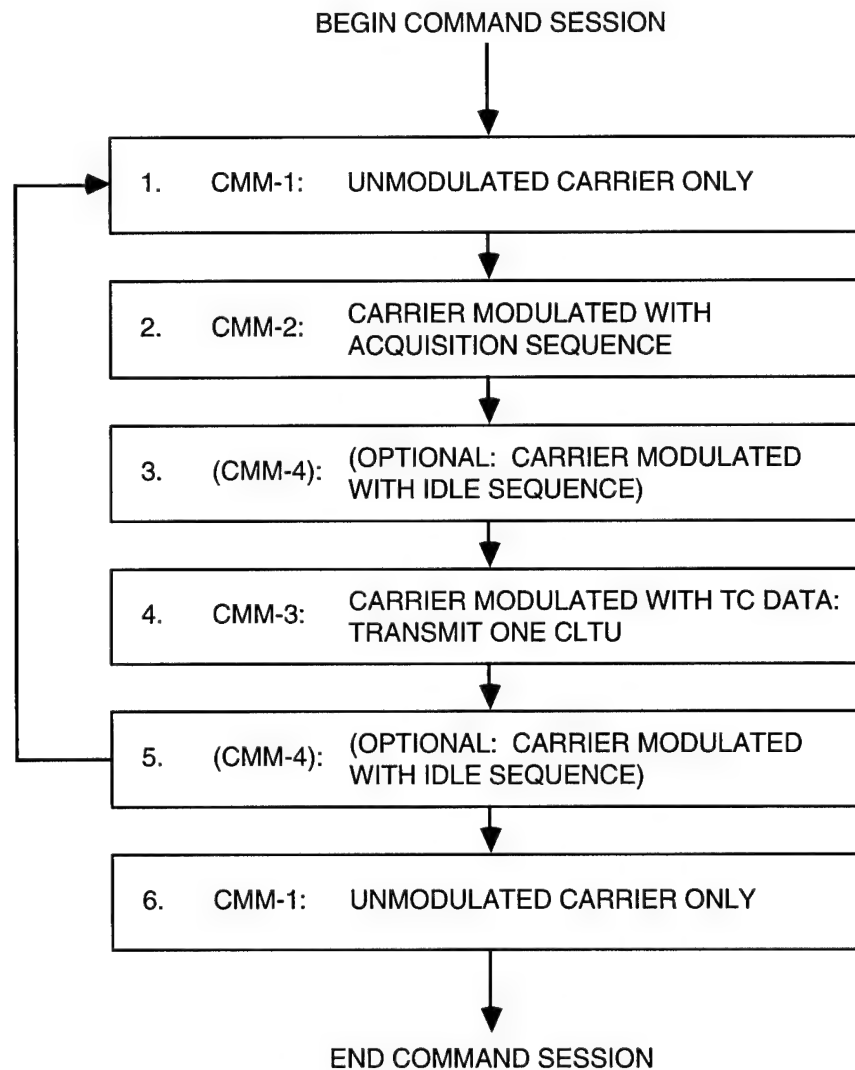 BEGIN COMMAND SESSION
1. CMM-1: UNMODULATED CARRIER ONLY
2. CMM-2: CARRIER MODULATED WITH
ACQUISITION SEQUENCE
3. (CMM-4): (OPTIONAL: CARRIER MODULATED
WITH IDLE SEQUENCE)
4. CMM-3: CARRIER MODULATED WITH TC DATA:
TRANSMIT ONE CLTU
5. (CMM-4): (OPTIONAL: CARRIER MODULATED
WITH IDLE SEQUENCE)
6. CMM-1: UNMODULATED CARRIER ONLY
END COMMAND SESSION